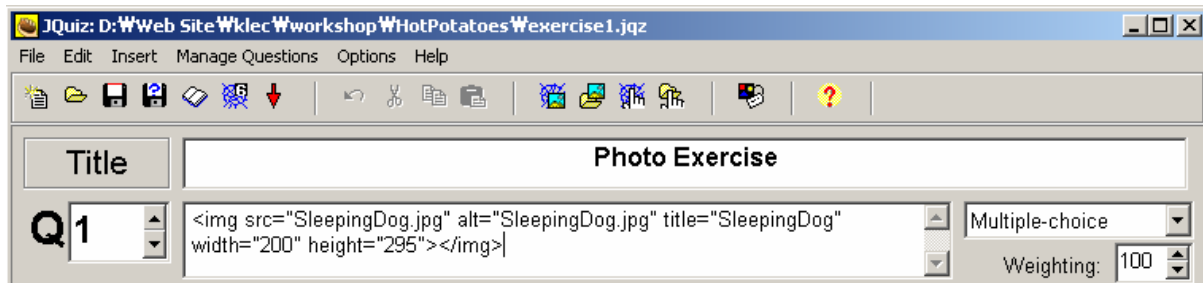 JQuiz: D:₩Web Site₩klec₩workshop₩HotPotatoes₩exercise1.jqz
File Edit Insert Manage Questions Options Help
Title
Photo Exercise
Q 1
<img src="SleepingDog.jpg" alt="SleepingDog.jpg" title="SleepingDog"
width="200" height="295"></img>
Multiple-choice
Weighting: 100